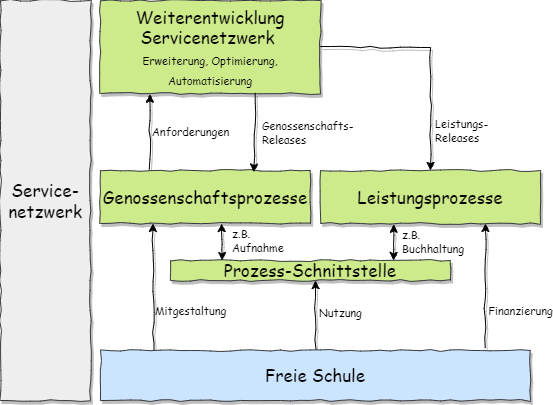 Weiterentwicklung
Servicenetzwerk
Erweiterung, Optimierung,
Automatisierung
Anforderungen
Genossenschafts-
Releases
Leistungs-
Releases
Service-
netzwerk
Genossenschaftsprozesse
Leistungsprozesse
z.B.
Aufnahme
z.B.
Buchhaltung
Prozess-Schnittstelle
Mitgestaltung
Nutzung
Finanzierung
Freie Schule